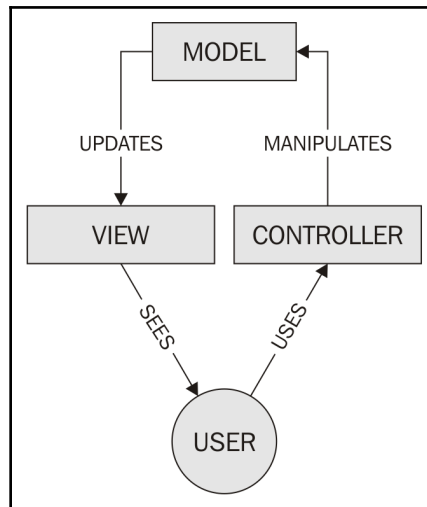 MODEL
UPDATES
MANIPULATES
VIEW
CONTROLLER
SEES
USES
USER